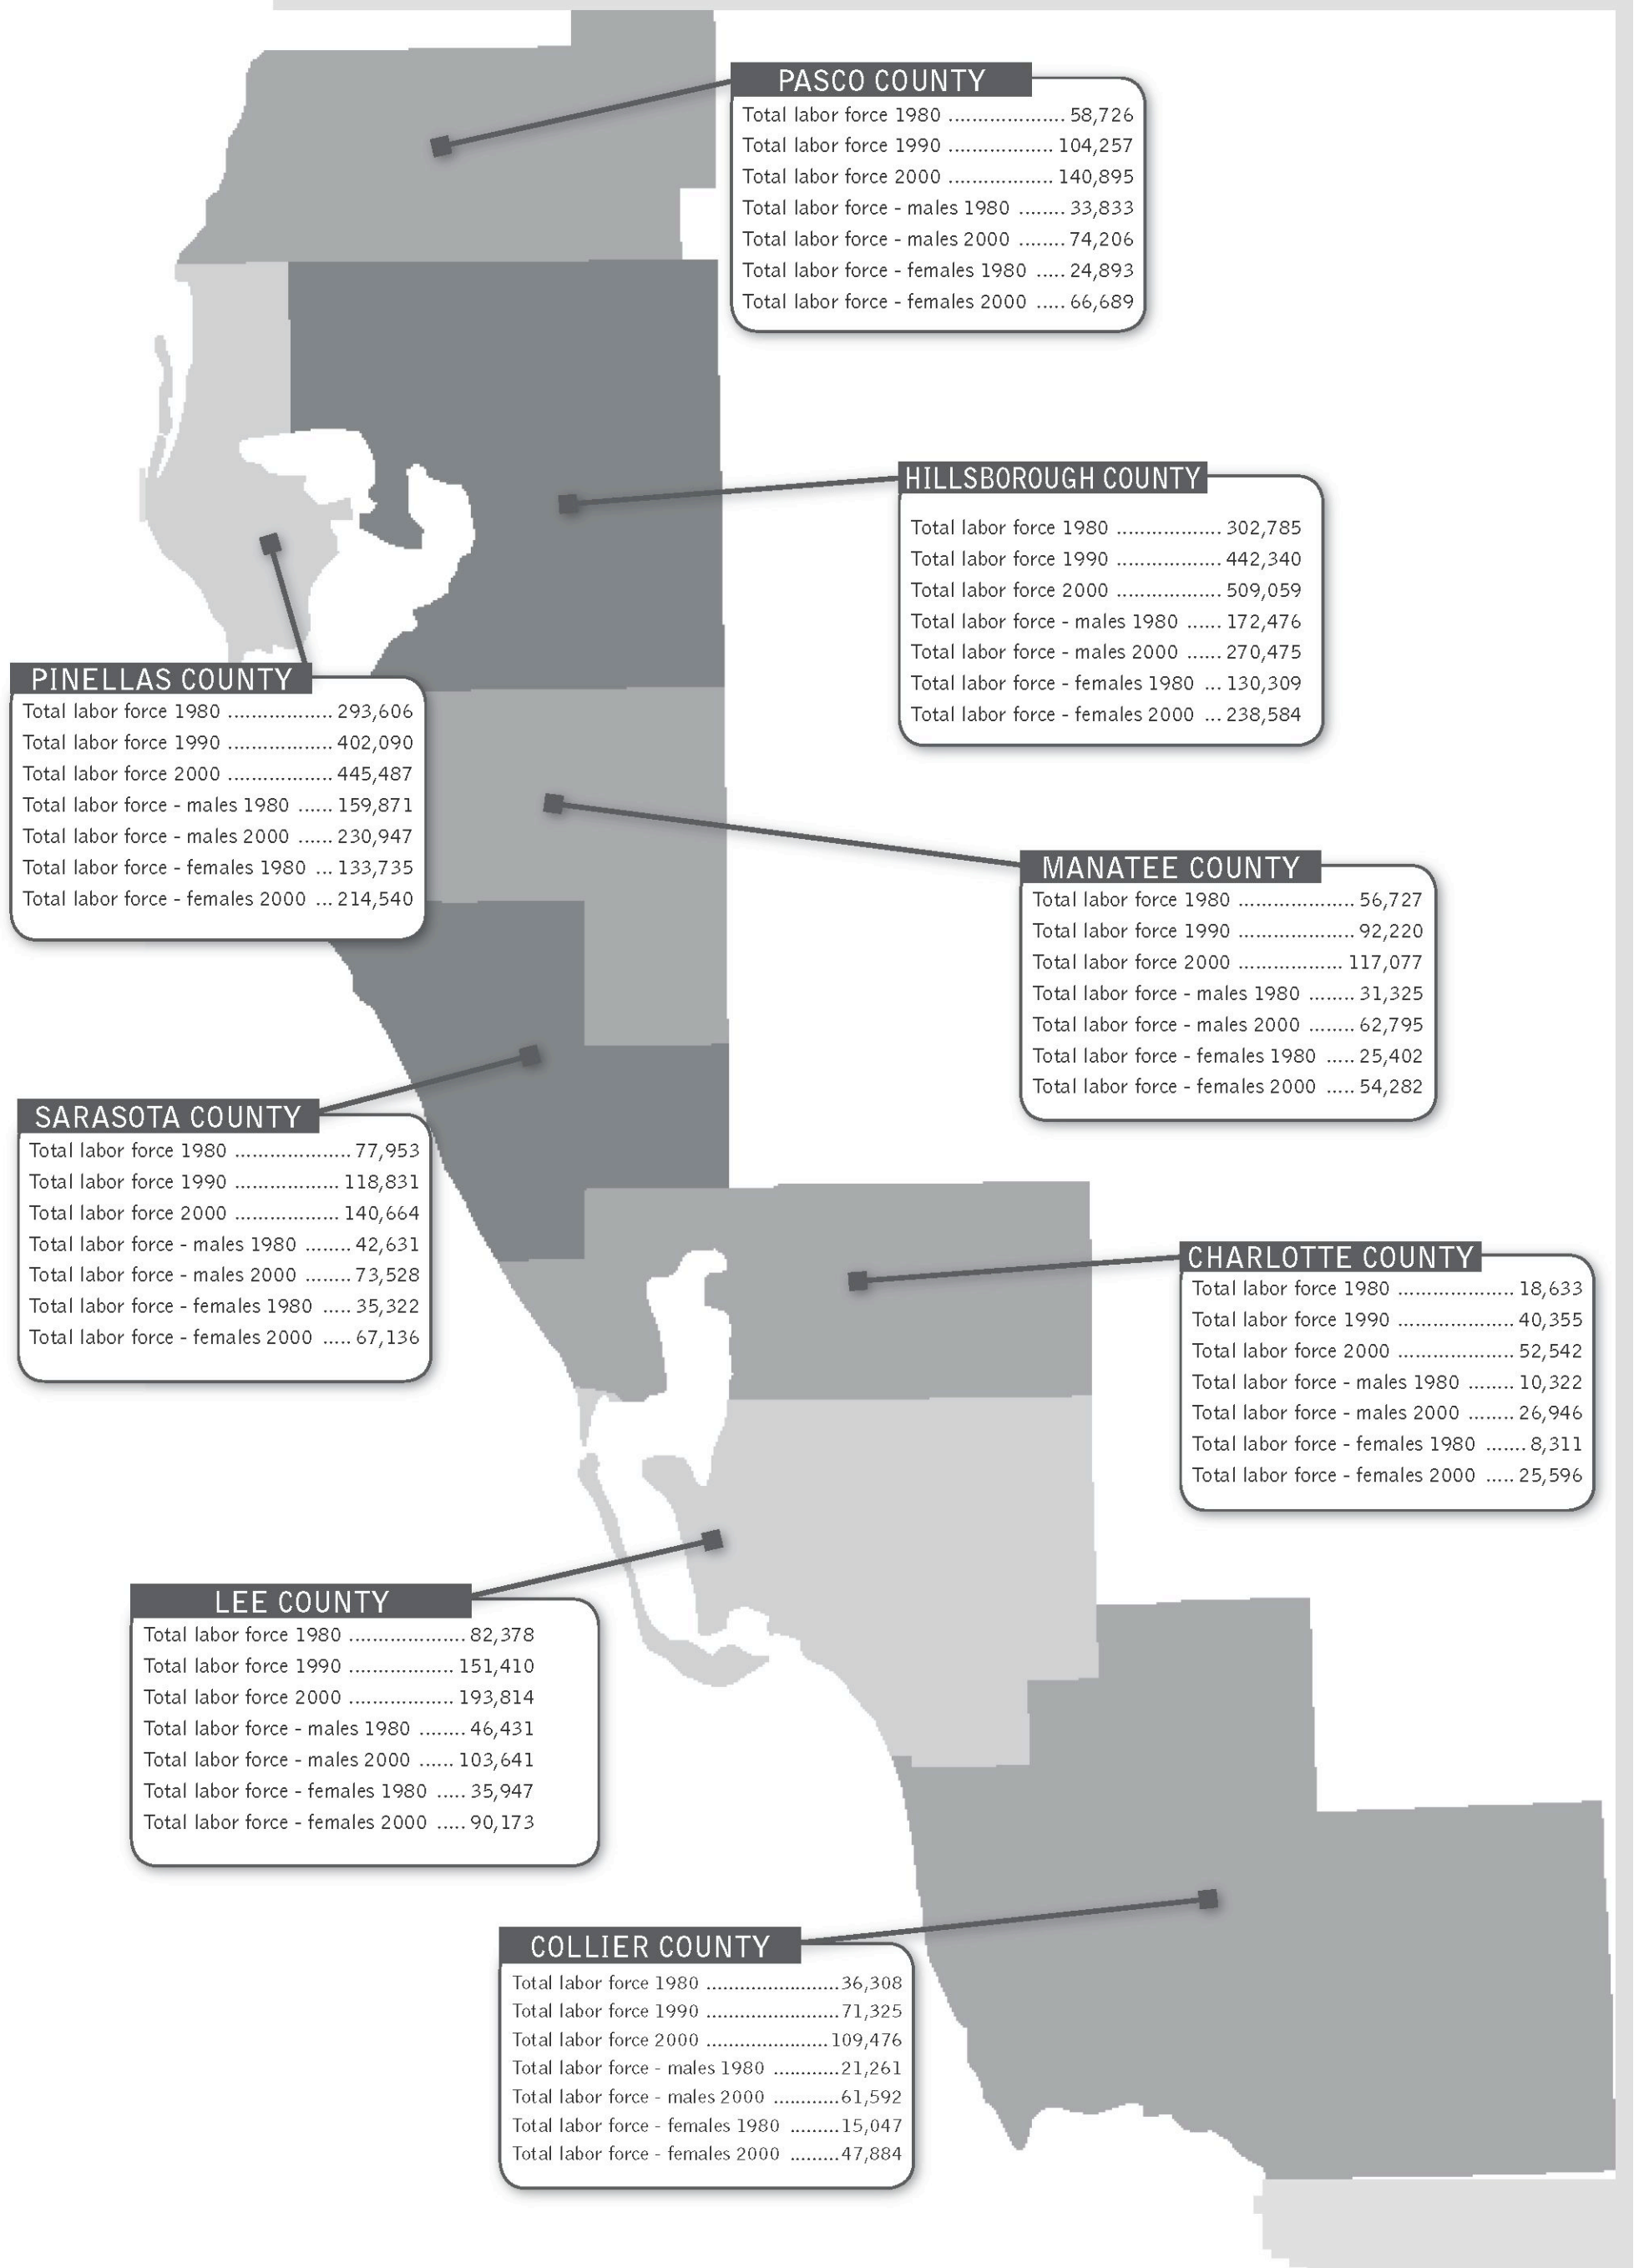 PASCO COUNTY
Total labor force 1980 .................... 58,726
Total labor force 1990 .................. 104,257
Total labor force 2000 .................. 140,895
Total labor force - males 1980 ........ 33,833
Total labor force - males 2000 ........ 74,206
Total labor force - females 1980 ..... 24,893
Total labor force - females 2000 ..... 66,689
HILLSBOROUGH COUNTY
Total labor force 1980 .................. 302,785
Total labor force 1990 .................. 442,340
Total labor force 2000 .................. 509,059
Total labor force - males 1980 ...... 172,476
Total labor force - males 2000 ...... 270,475
Total labor force - females 1980 ... 130,309
Total labor force - females 2000 ... 238,584
PINELLAS COUNTY
Total labor force 1980 .................. 293,606
Total labor force 1990 .................. 402,090
Total labor force 2000 .................. 445,487
Total labor force - males 1980 ...... 159,871
Total labor force - males 2000 ...... 230,947
Total labor force - females 1980 ... 133,735
Total labor force - females 2000 ... 214,540
MANATEE COUNTY
Total labor force 1980 .................... 56,727
Total labor force 1990 .................... 92,220
Total labor force 2000 .................. 117,077
Total labor force - males 1980 ........ 31,325
Total labor force - males 2000 ........ 62,795
Total labor force - females 1980 ..... 25,402
Total labor force - females 2000 ..... 54,282
SARASOTA COUNTY
Total labor force 1980 .................... 77,953
Total labor force 1990 .................. 118,831
Total labor force 2000 .................. 140,664
Total labor force - males 1980 ........ 42,631
Total labor force - males 2000 ........ 73,528
Total labor force - females 1980 ..... 35,322
Total labor force - females 2000 ..... 67,136
CHARLOTTE COUNTY
Total labor force 1980 .................... 18,633
Total labor force 1990 .................... 40,355
Total labor force 2000 .................... 52,542
Total labor force - males 1980 ........ 10,322
Total labor force - males 2000 ........ 26,946
Total labor force - females 1980 ....... 8,311
Total labor force - females 2000 ..... 25,596
LEE COUNTY
Total labor force 1980 .................... 82,378
Total labor force 1990 .................. 151,410
Total labor force 2000 .................. 193,814
Total labor force - males 1980 ........ 46,431
Total labor force - males 2000 ...... 103,641
Total labor force - females 1980 ..... 35,947
Total labor force - females 2000 ..... 90,173
COLLIER COUNTY
Total labor force 1980 ........................36,308
Total labor force 1990 ........................71,325
Total labor force 2000 ......................109,476
Total labor force - males 1980 ............21,261
Total labor force - males 2000 ............61,592
Total labor force - females 1980 .........15,047
Total labor force - females 2000 .........47,884